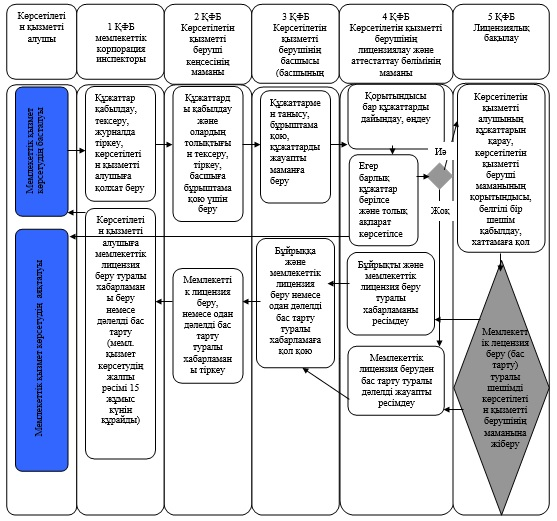 Көрсетілеті
н қызметті
алушы
1 ҚФБ
мемлекеттік
корпорация
инспекторы
2 ҚФБ
Көрсетілетін
қызметті
беруші
кеңсесінің
маманы
3 ҚФБ
Көрсетілетін
қызметті
берушінің
басшысы
(басшының
4 ҚФБ
Көрсетілетін қызметті
берушінің
лицензиялау және
аттестаттау бөлімінің
маманы
5 ҚФБ
Лицензиялық
бақылау
Мемлекеттік қызмет
көрсетудің басталуы
Құжаттар
қабылдау,
тексеру,
журналда
тіркеу,
көрсетілеті
н қызметті
алушыға
қолхат беру
Құжаттард
ы қабылдау
және
олардың
толықтығы
н тексеру,
тіркеу,
басшыға
бұрыштама
қою үшін
беру
Құжаттармен
танысу,
бұрыштама
қою,
құжаттарды
жауапты
маманға
беру
Қорытындысы
бар құжаттарды
дайындау, өңдеу
Егер
барлық
құжаттар
берілсе
және толық
ақпарат
көрсетілсе
Иә
Жоқ
Көрсетілетін
қызметті
алушының
құжаттарын
қарау,
көрсетілетін
қызметті
беруші
маманының
қорытындысы,
белгілі бір
шешім
қабылдау,
хаттамаға қол
Мемлекеттік қызмет көрсетудің аяқталуы
Көрсетілеті
н қызметті
алушыға
мемлекеттік
лицензия
беру туралы
хабарламан
ы беру
немесе
дәлелді бас
тарту
(мемл.
қызмет
көрсетудің
жалпы
рәсімі 15
жұмыс
күнін
құрайды)
Мемлекетті
к лицензия
беру,
немесе одан
дәлелді бас
тарту
туралы
хабарламан
ы тіркеу
Бұйрыққа
және
мемлекеттік
лицензия
беру немесе
одан дәлелді
бас тарту
туралы
хабарламаға
қол қою
Бұйрықты және
мемлекеттік
лицензия беру
туралы
хабарламаны
ресімдеу
Мемлекеттік
лицензия беруден
бас тарту туралы
дәлелді жауапты
ресімдеу
Мемлекетт
ік лецензия
беру (бас
тарту)
туралы
шешімді
көрсетілеті
н қызметті
берушінің
маманына
жіберу